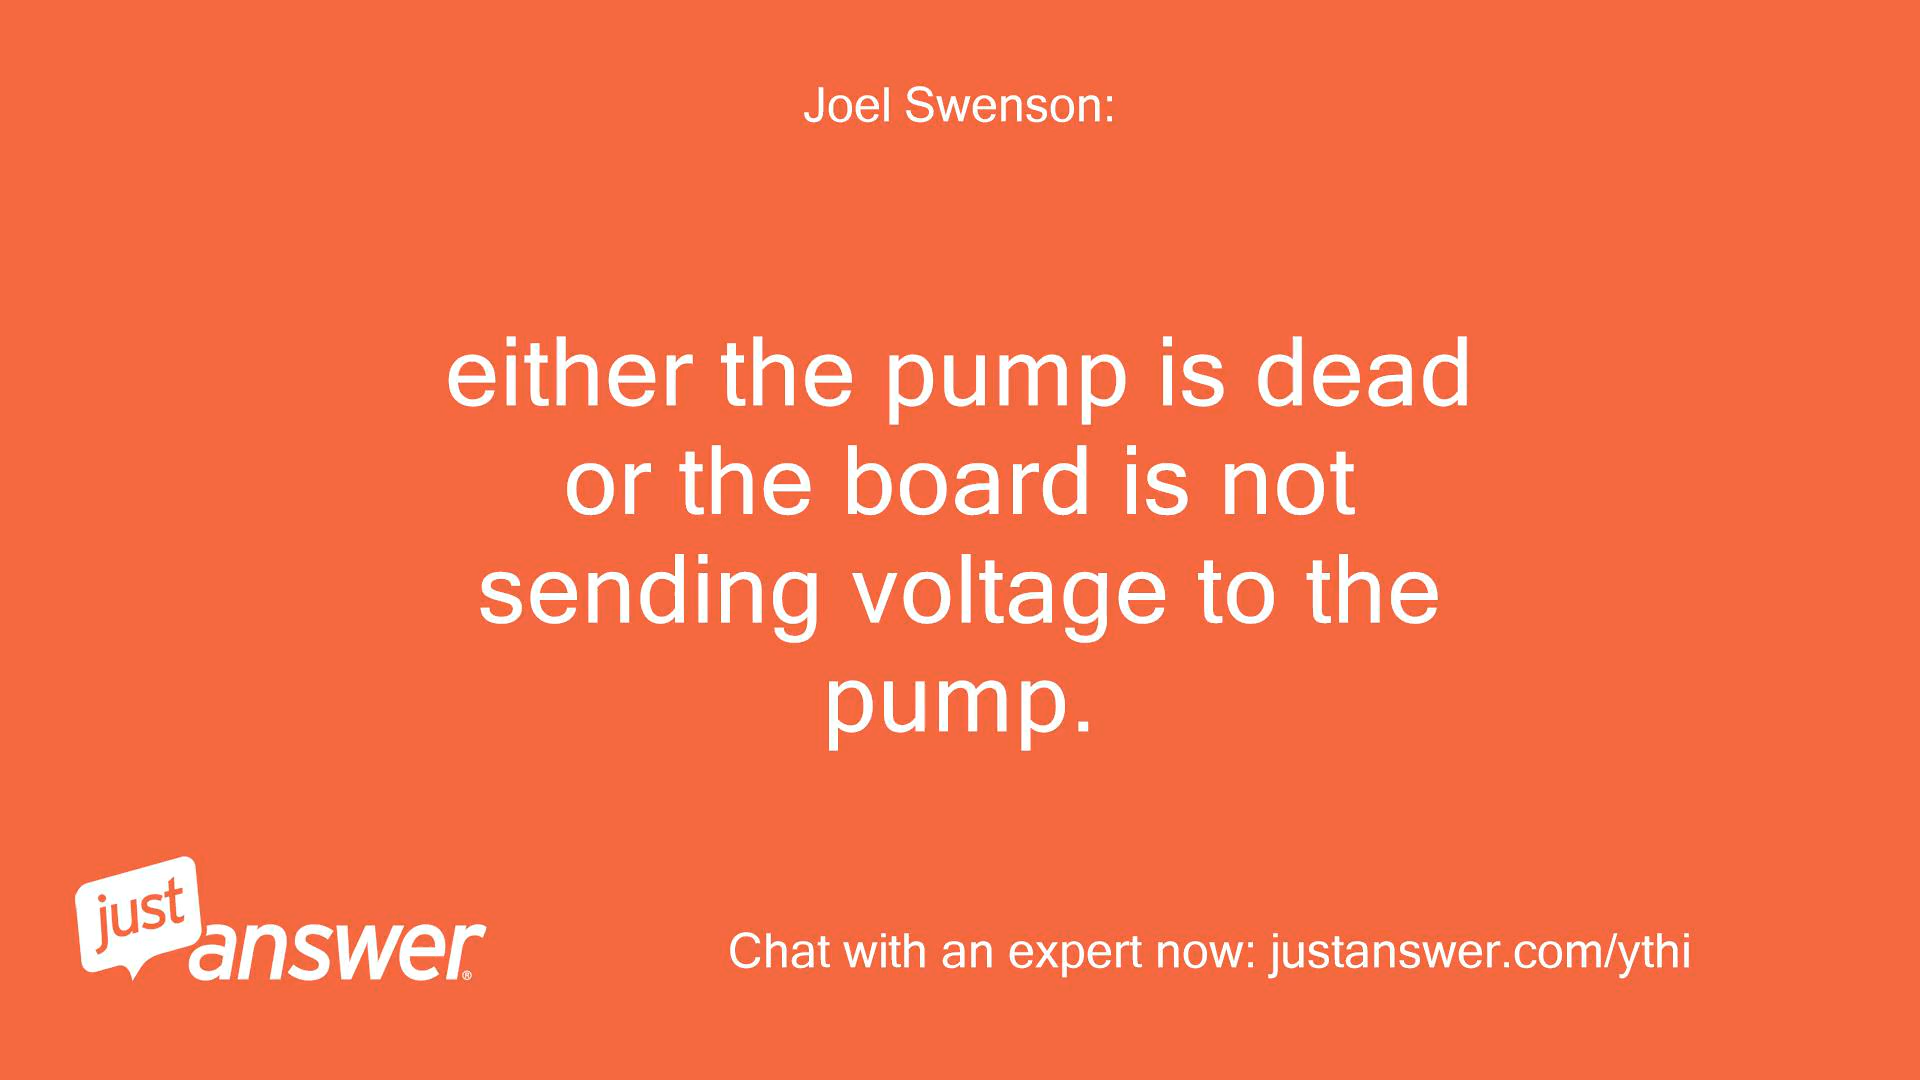 Joel Swenson:
either the pump is dead
or the board is not
sending voltage to the
pump.
just
answer®
Chat with an expert now: justanswer.com/ythi